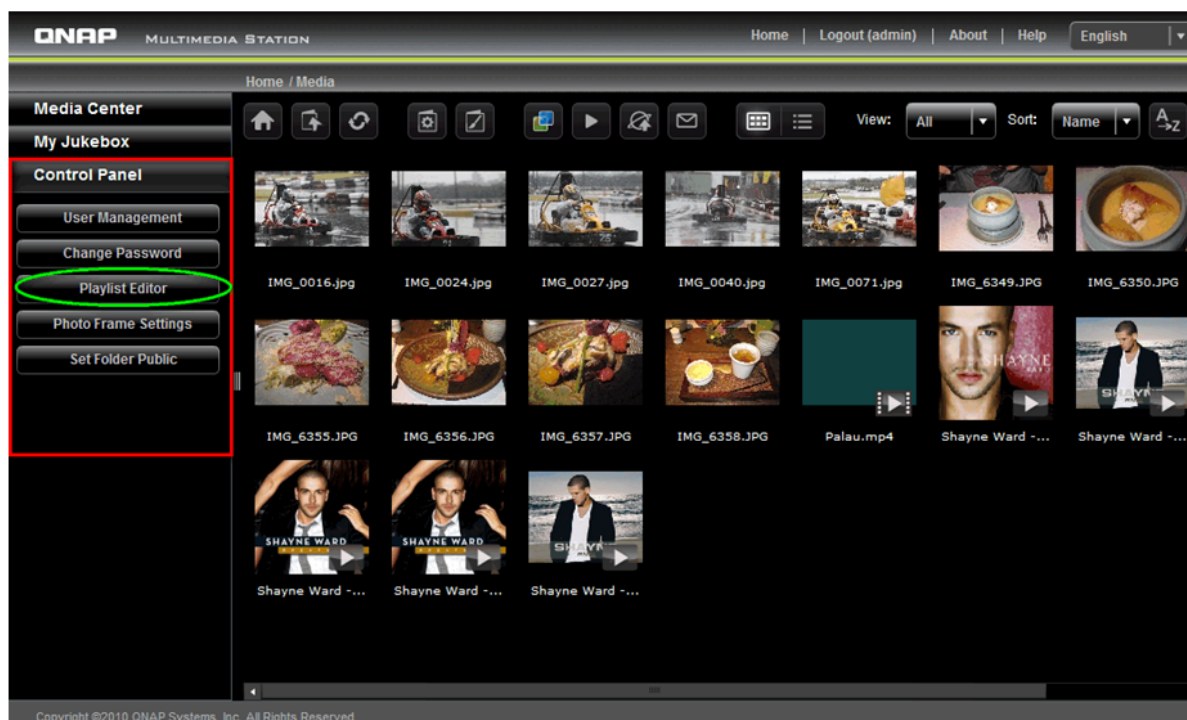 QNAP MULTIMEDIA STATION
Home | Logout (admin) | About | Help English
Home / Media
Media Center
My Jukebox
Control Panel
User Management
Change Password
Playlist Editor
Photo Frame Settings
Set Folder Public
View: All Sort: Name A Z
IMG_0016.jpg IMG_0024.jpg IMG_0027.jpg IMG_0040.jpg IMG_0071.jpg IMG_6349.JPG IMG_6350.JPG
SHAYNE
IMG_6355.JPG IMG_6356.JPG IMG_6357.JPG IMG_6358.JPG Palau.mp4 Shayne Ward -... Shayne Ward -...
SHAYNE WARD SHAYNE WARD
Shayne Ward -... Shayne Ward -... Shayne Ward -...
Copyright ©2010 QNAP Systems, Inc. All Rights Reserved